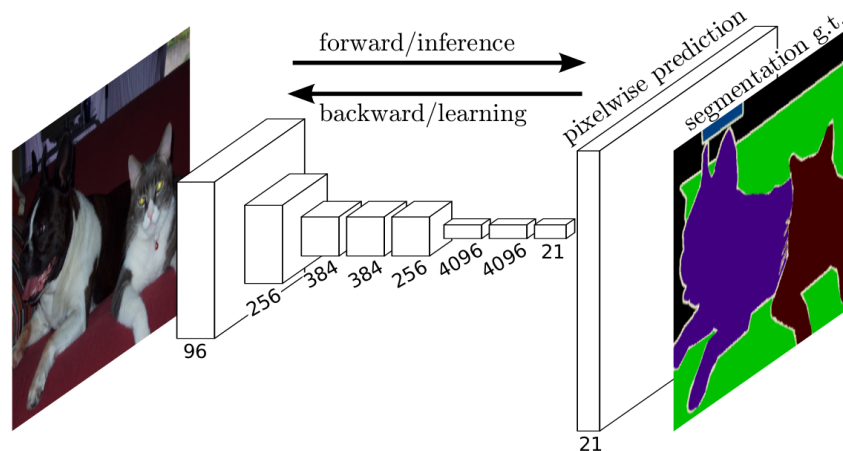 forward/inference
backward/learning
pixelwise prediction
segmentation g.t.
96
256
384
384
256
4096
4096
21
21